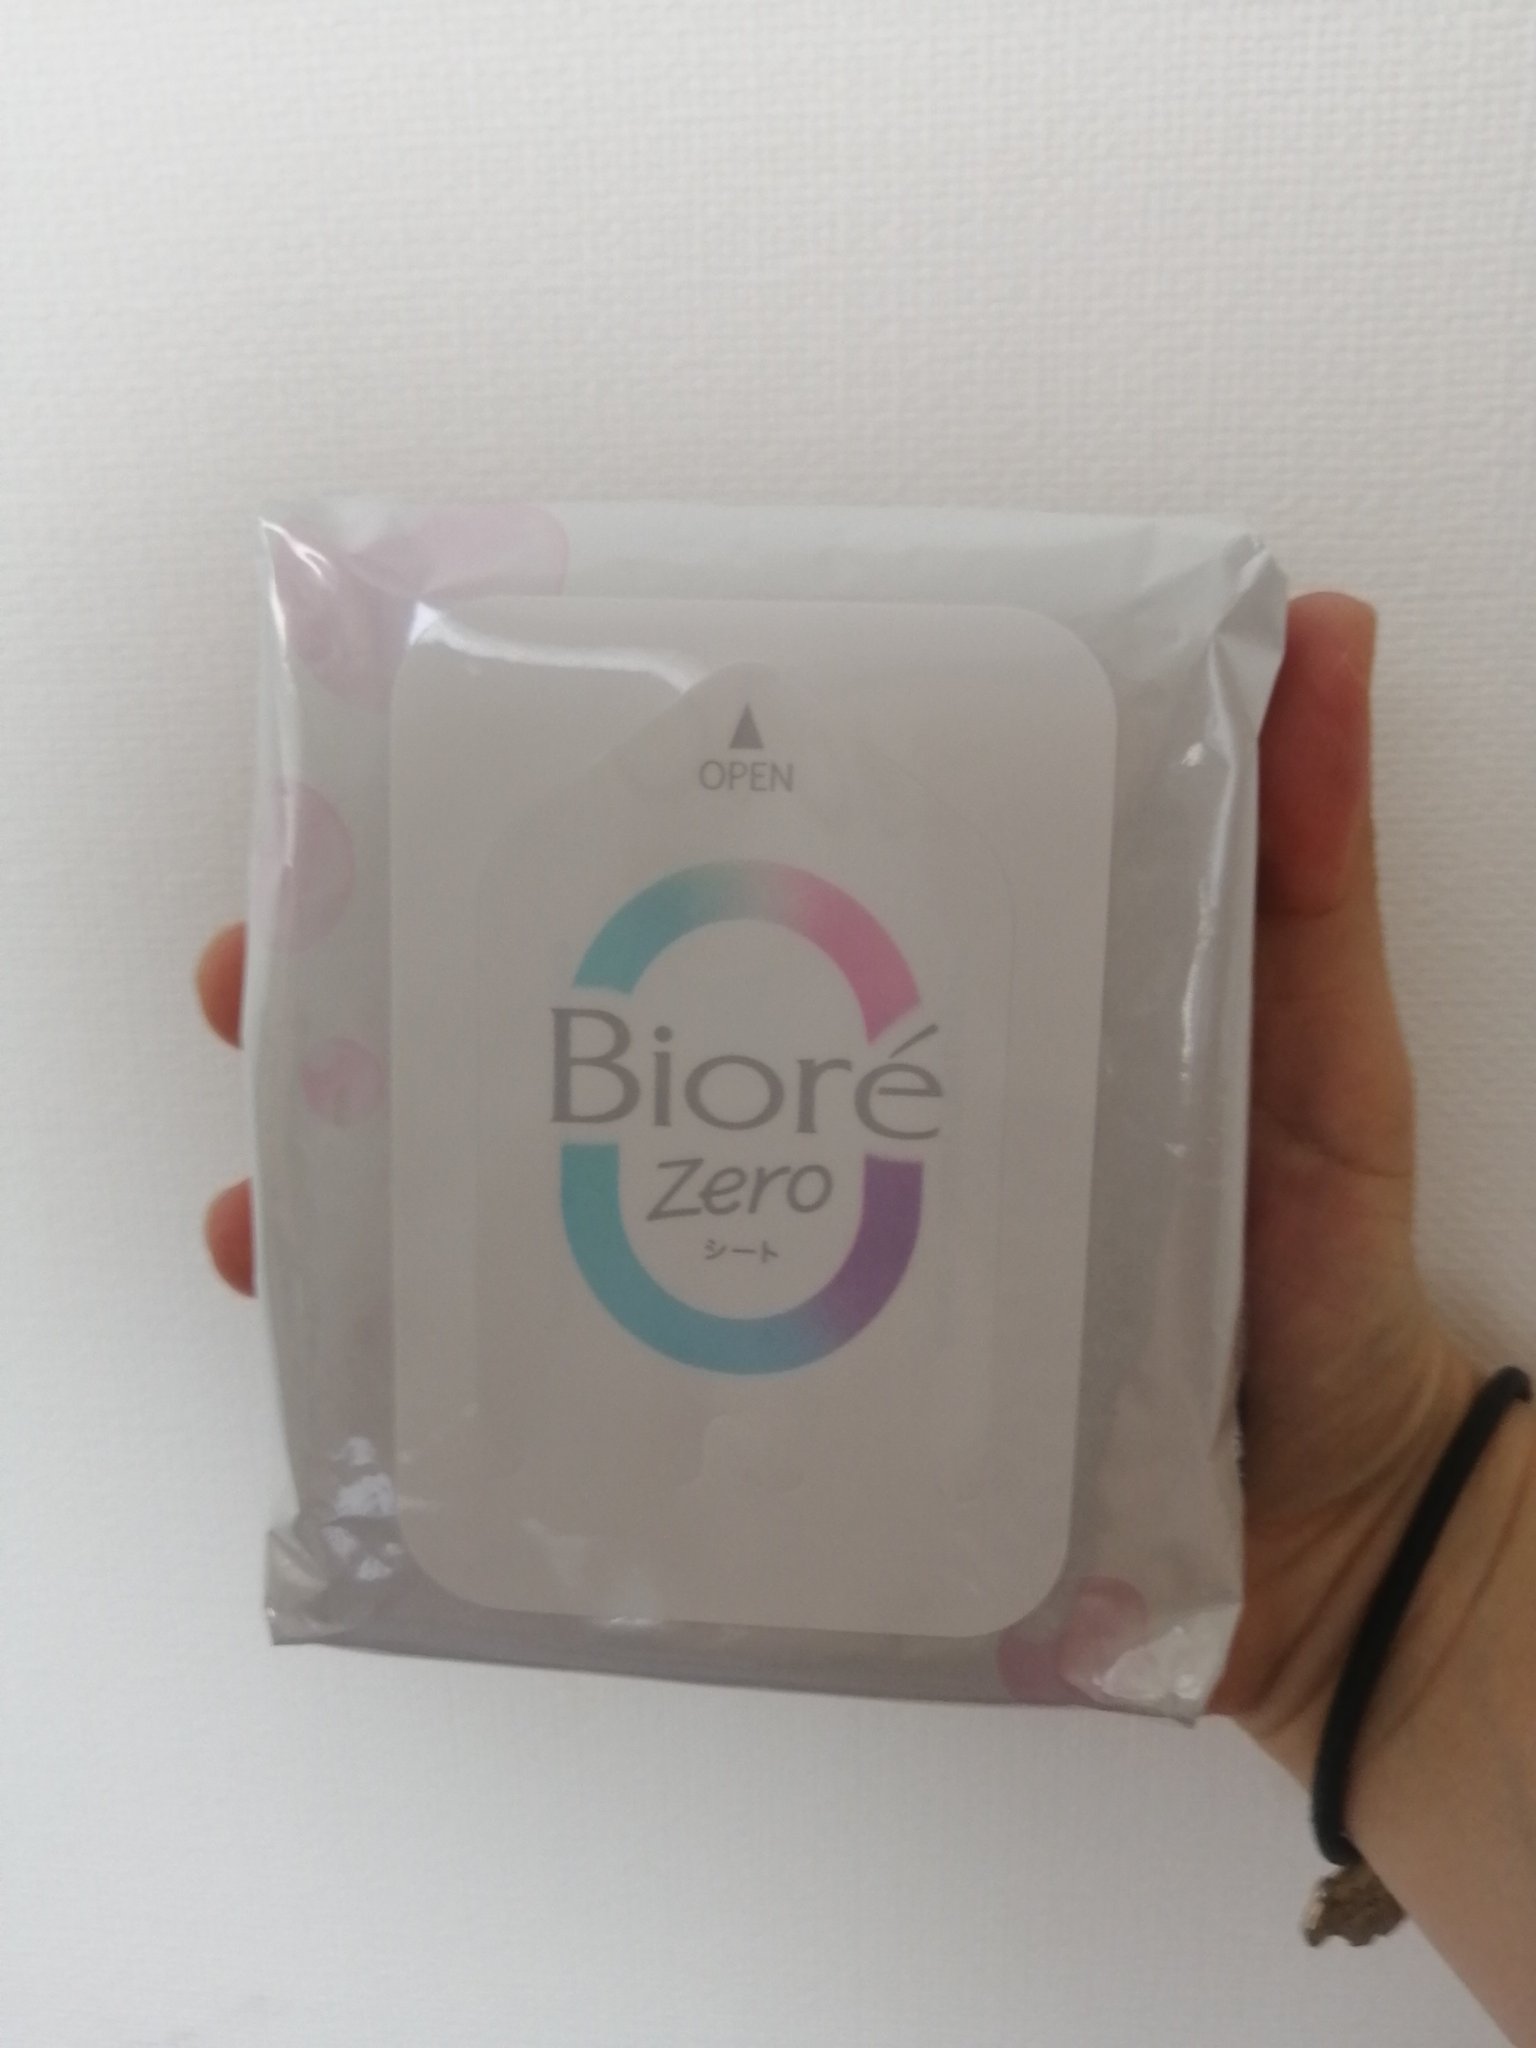 OPEN
Bioré
Zero
シート